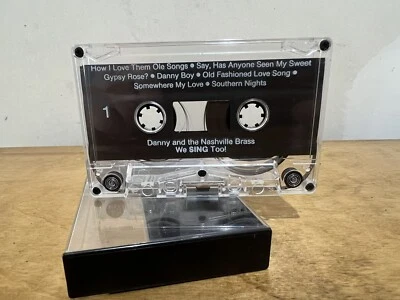 How I Love Them Ole Songs • Say, Has Anyone Seen My Sweet
Gypsy Rose? • Danny Boy • Old Fashioned Love Song •
Somewhere My Love • Southern Nights
1
Danny and the Nashville Brass
We SING Too!